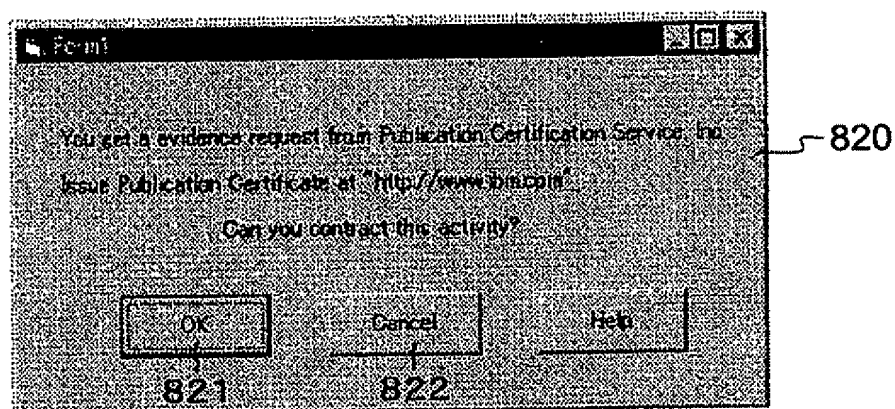 Form1
You get a evidence request from Publication Certification Service, Inc
Issue Publication Certificate at "http://www.ibm.com".
Can you contract this activity?
OK Cancel Help
821 822
820